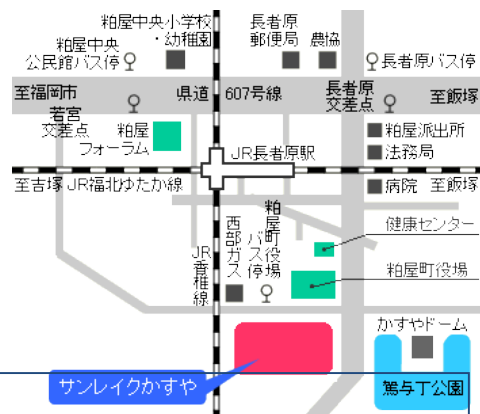 粕屋中央小学校
・幼稚園
長者原
郵便局
農協
粕屋中央
公民館バス停
長者原バス停
至福岡市
県道
607号線
長者原
交差点
至飯塚
若宮
交差点
粕屋
フォーラム
粕屋派出所
JR長者原駅
法務局
至吉塚
JR福北ゆたか線
病院
至飯塚
粕屋町役場
バス停
西部ガス
健康センター
JR香椎線
粕屋町役場
かすやドーム
サンレイクかすや
駕与丁公園